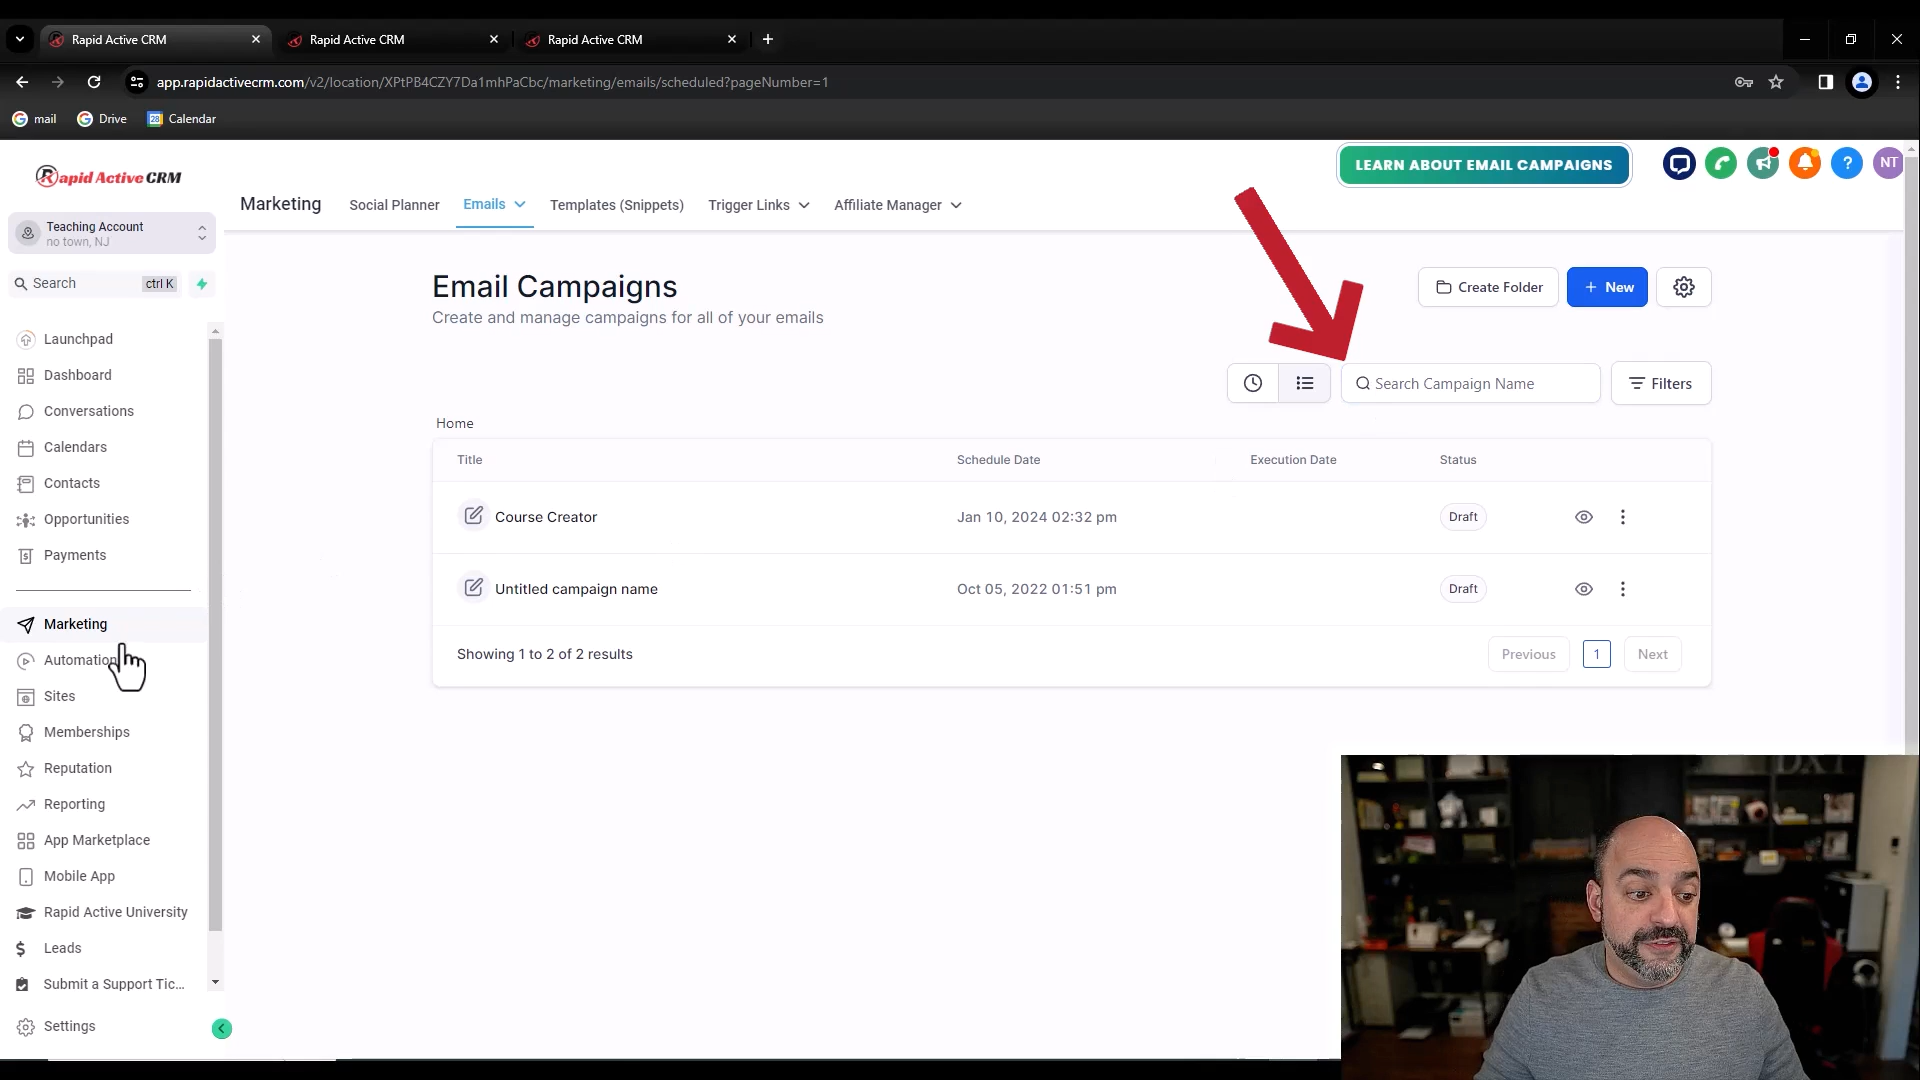 Rapid Active CRM
Rapid Active CRM
Rapid Active CRM
app.rapidactivecrm.com/v2/location/XPtPB4CZY7Da1mhPaCbc/marketing/emails/scheduled?pageNumber=1
mail
Drive
28
Calendar
Rapid Active CRM
LEARN ABOUT EMAIL CAMPAIGNS
?
NT
Marketing
Social Planner
Emails
Templates (Snippets)
Trigger Links
Affiliate Manager
Teaching Account
no town, NJ
Search
ctrl K
Launchpad
Dashboard
Conversations
Calendars
Contacts
Opportunities
Payments
Marketing
Automation
Sites
Memberships
Reputation
Reporting
App Marketplace
Mobile App
Rapid Active University
Leads
Submit a Support Tic...
Settings
Email Campaigns
Create and manage campaigns for all of your emails
Create Folder
+ New
Search Campaign Name
Filters
Home
Title
Schedule Date
Execution Date
Status
Course Creator
Jan 10, 2024 02:32 pm
Draft
Untitled campaign name
Oct 05, 2022 01:51 pm
Draft
Showing 1 to 2 of 2 results
Previous
1
Next